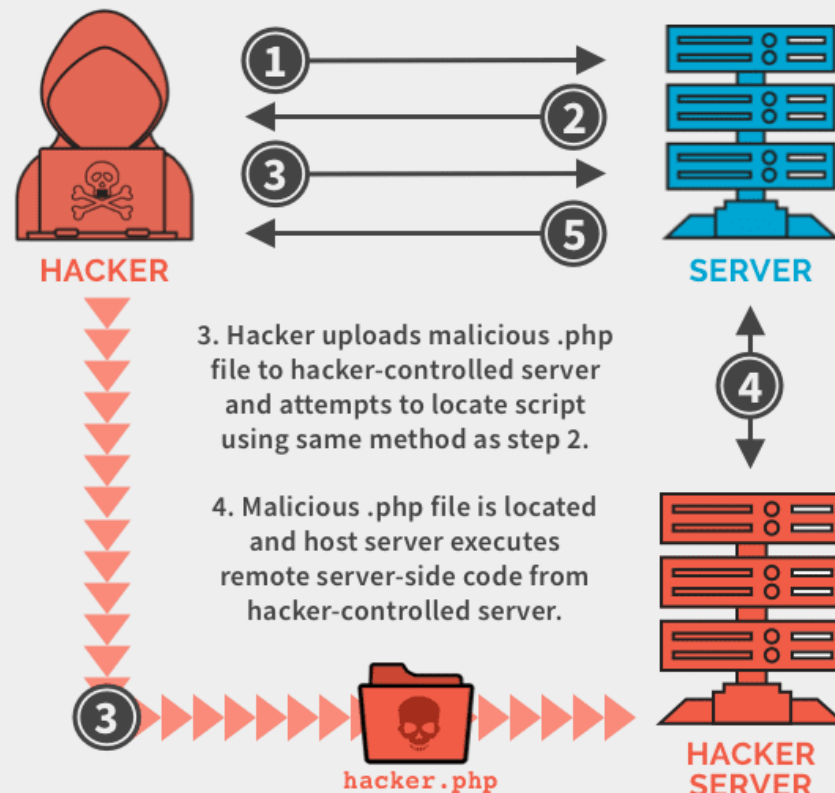 1
2
3
5
HACKER
SERVER
3. Hacker uploads malicious .php
file to hacker-controlled server
and attempts to locate script
using same method as step 2.
4
4. Malicious .php file is located
and host server executes
remote server-side code from
hacker-controlled server.
3
hacker.php
HACKER
SERVER